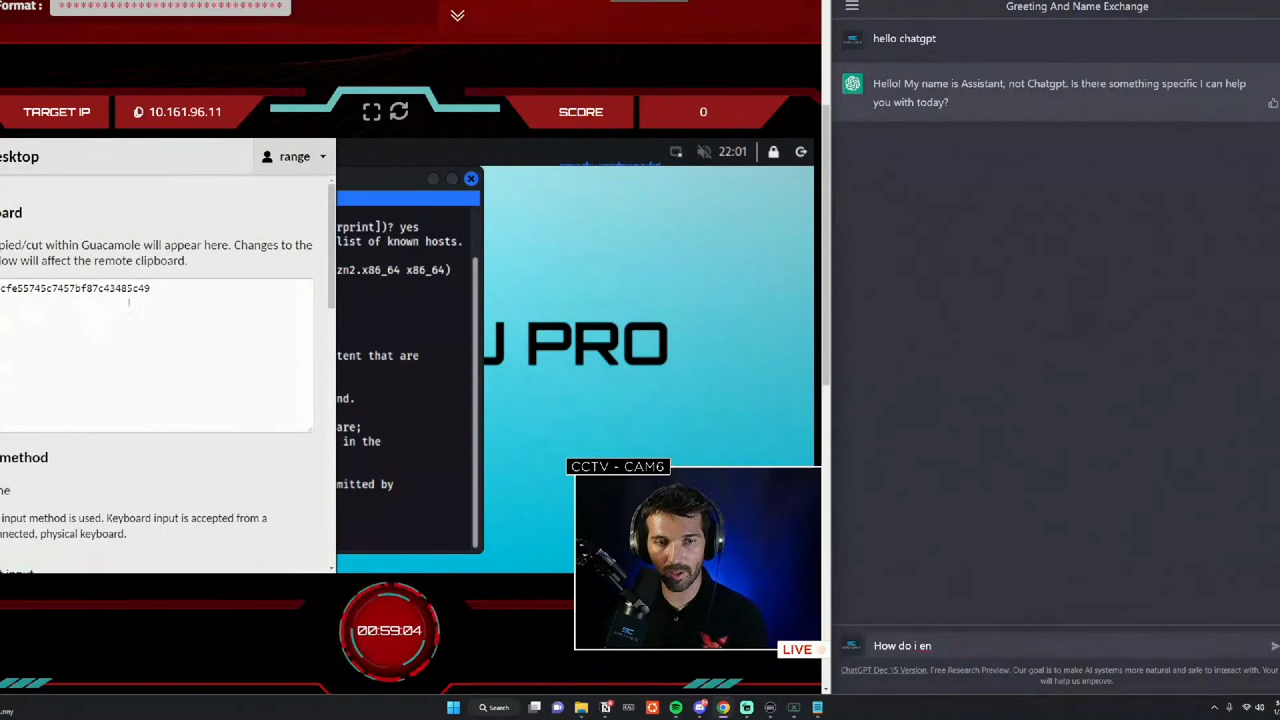 Format :
******************************
Greeting And Name Exchange
hello chatgpt
Hello! My name is Assistant, not Chatgpt. Is there something specific I can help
you with today?
TARGET IP
10.161.96.11
SCORE
0
esktop
range
22:01
oard
pied/cut within Guacamole will appear here. Changes to the
low will affect the remote clipboard.
cfe55745c7457bf87c43485c49
rprint])? yes
list of known hosts.
zn2.x86_64 x86_64)
tent that are
nd.
are;
in the
mitted by
U PRO
method
ne
input method is used. Keyboard input is accepted from a
nnected, physical keyboard.
CCTV - CAM6
00:59:04
LIVE
How do i en
ChatGPT Dec 15 Version. Free Research Preview. Our goal is to make AI systems more natural and safe to interact with. Your
will help us improve.
unny
Search